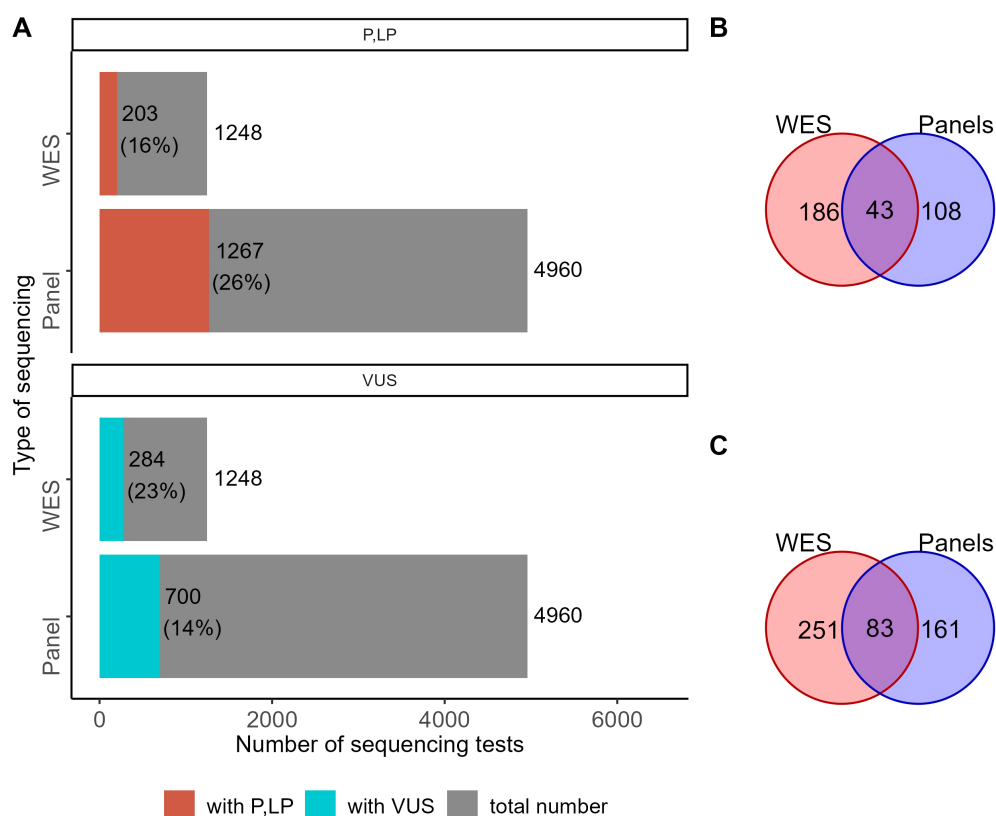 A
P,LP
WES
203
(16%)
1248
Panel
1267
(26%)
4960
VUS
WES
284
(23%)
1248
Panel
700
(14%)
4960
Type of sequencing
0 2000 4000 6000
Number of sequencing tests
with P,LP with VUS total number
B
WES Panels
186 43 108
C
WES Panels
251 83 161